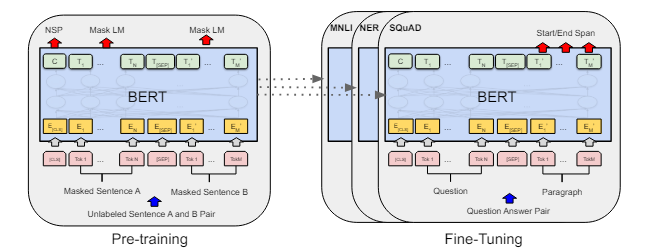 NSP Mask LM Mask LM
C T1 ... TN T[SEP] T1' ... TM'
BERT
E[CLS] E1 ... EN E[SEP] E1' ... EM'
[CLS] Tok 1 ... Tok N [SEP] Tok 1 ... TokM
Masked Sentence A Masked Sentence B
Unlabeled Sentence A and B Pair
Pre-training
MNLI NER SQuAD
Start/End Span
C T1 ... TN T[SEP] T1' ... TM'
BERT
E[CLS] E1 ... EN E[SEP] E1' ... EM'
[CLS] Tok 1 ... Tok N [SEP] Tok 1 ... TokM
Question Paragraph
Question Answer Pair
Fine-Tuning